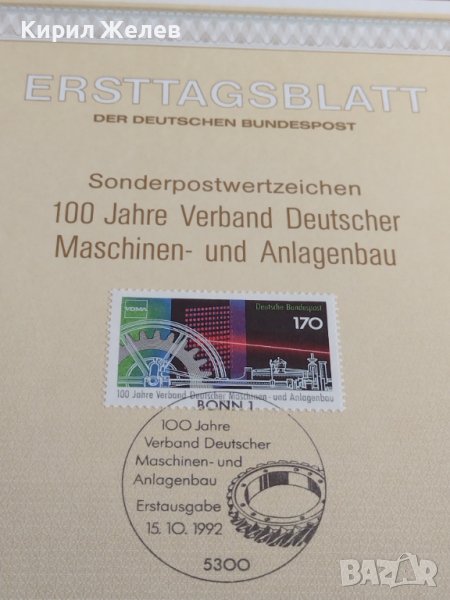 Кирил Желев
ERSTTAGSBLATT
DER DEUTSCHEN BUNDESPOST
Sonderpostwertzeichen
100 Jahre Verband Deutscher
Maschinen- und Anlagenbau
VDMA
Deutsche Bundespost
170
100 Jahre Verband Deutscher Maschinen- und Anlagenbau
BONN 1
100 Jahre
Verband Deutscher
Maschinen- und
Anlagenbau
Erstausgabe
15.10.1992
5300
BAZAR